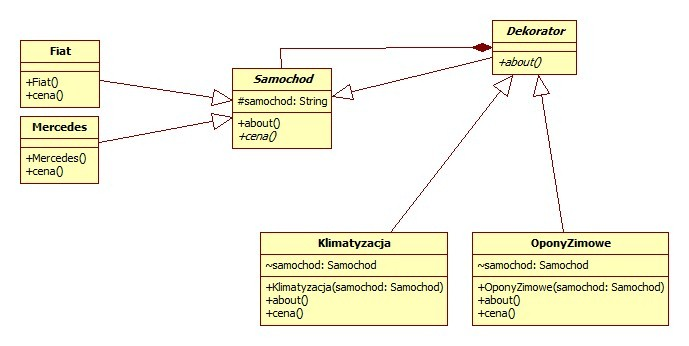 Fiat
+Fiat()
+cena()
Mercedes
+Mercedes()
+cena()
Samochod
#samochod: String
+about()
+cena()
Dekorator
+about()
Klimatyzacja
~samochod: Samochod
+Klimatyzacja(samochod: Samochod)
+about()
+cena()
OponyZimowe
~samochod: Samochod
+OponyZimowe(samochod: Samochod)
+about()
+cena()